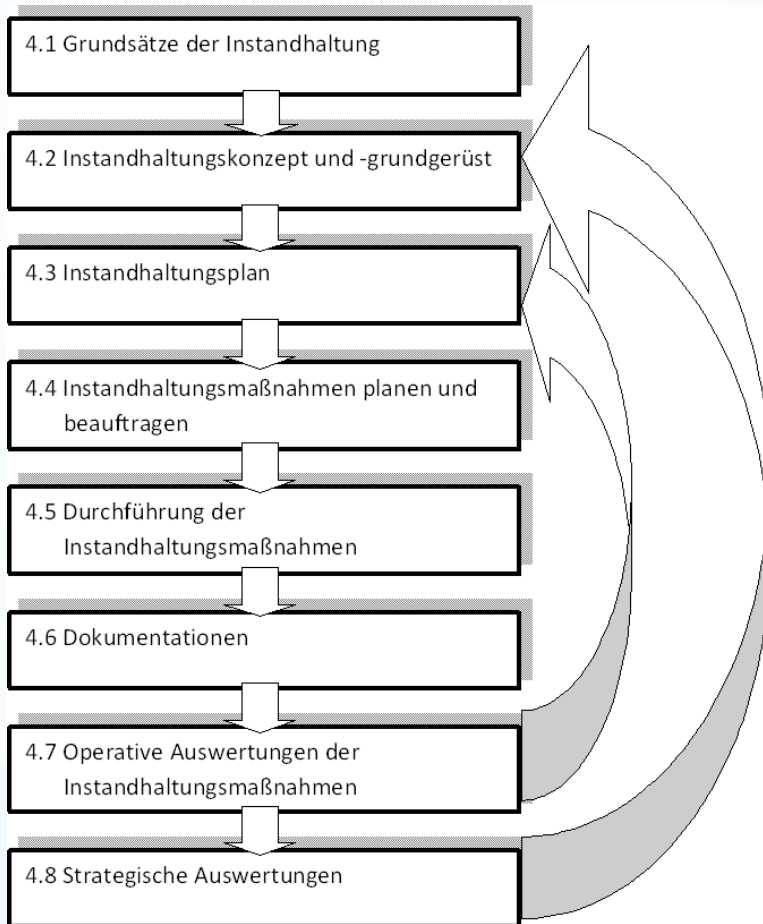 4.1 Grundsätze der Instandhaltung
4.2 Instandhaltungskonzept und -grundgerüst
4.3 Instandhaltungsplan
4.4 Instandhaltungsmaßnahmen planen und
beauftragen
4.5 Durchführung der
Instandhaltungsmaßnahmen
4.6 Dokumentationen
4.7 Operative Auswertungen der
Instandhaltungsmaßnahmen
4.8 Strategische Auswertungen